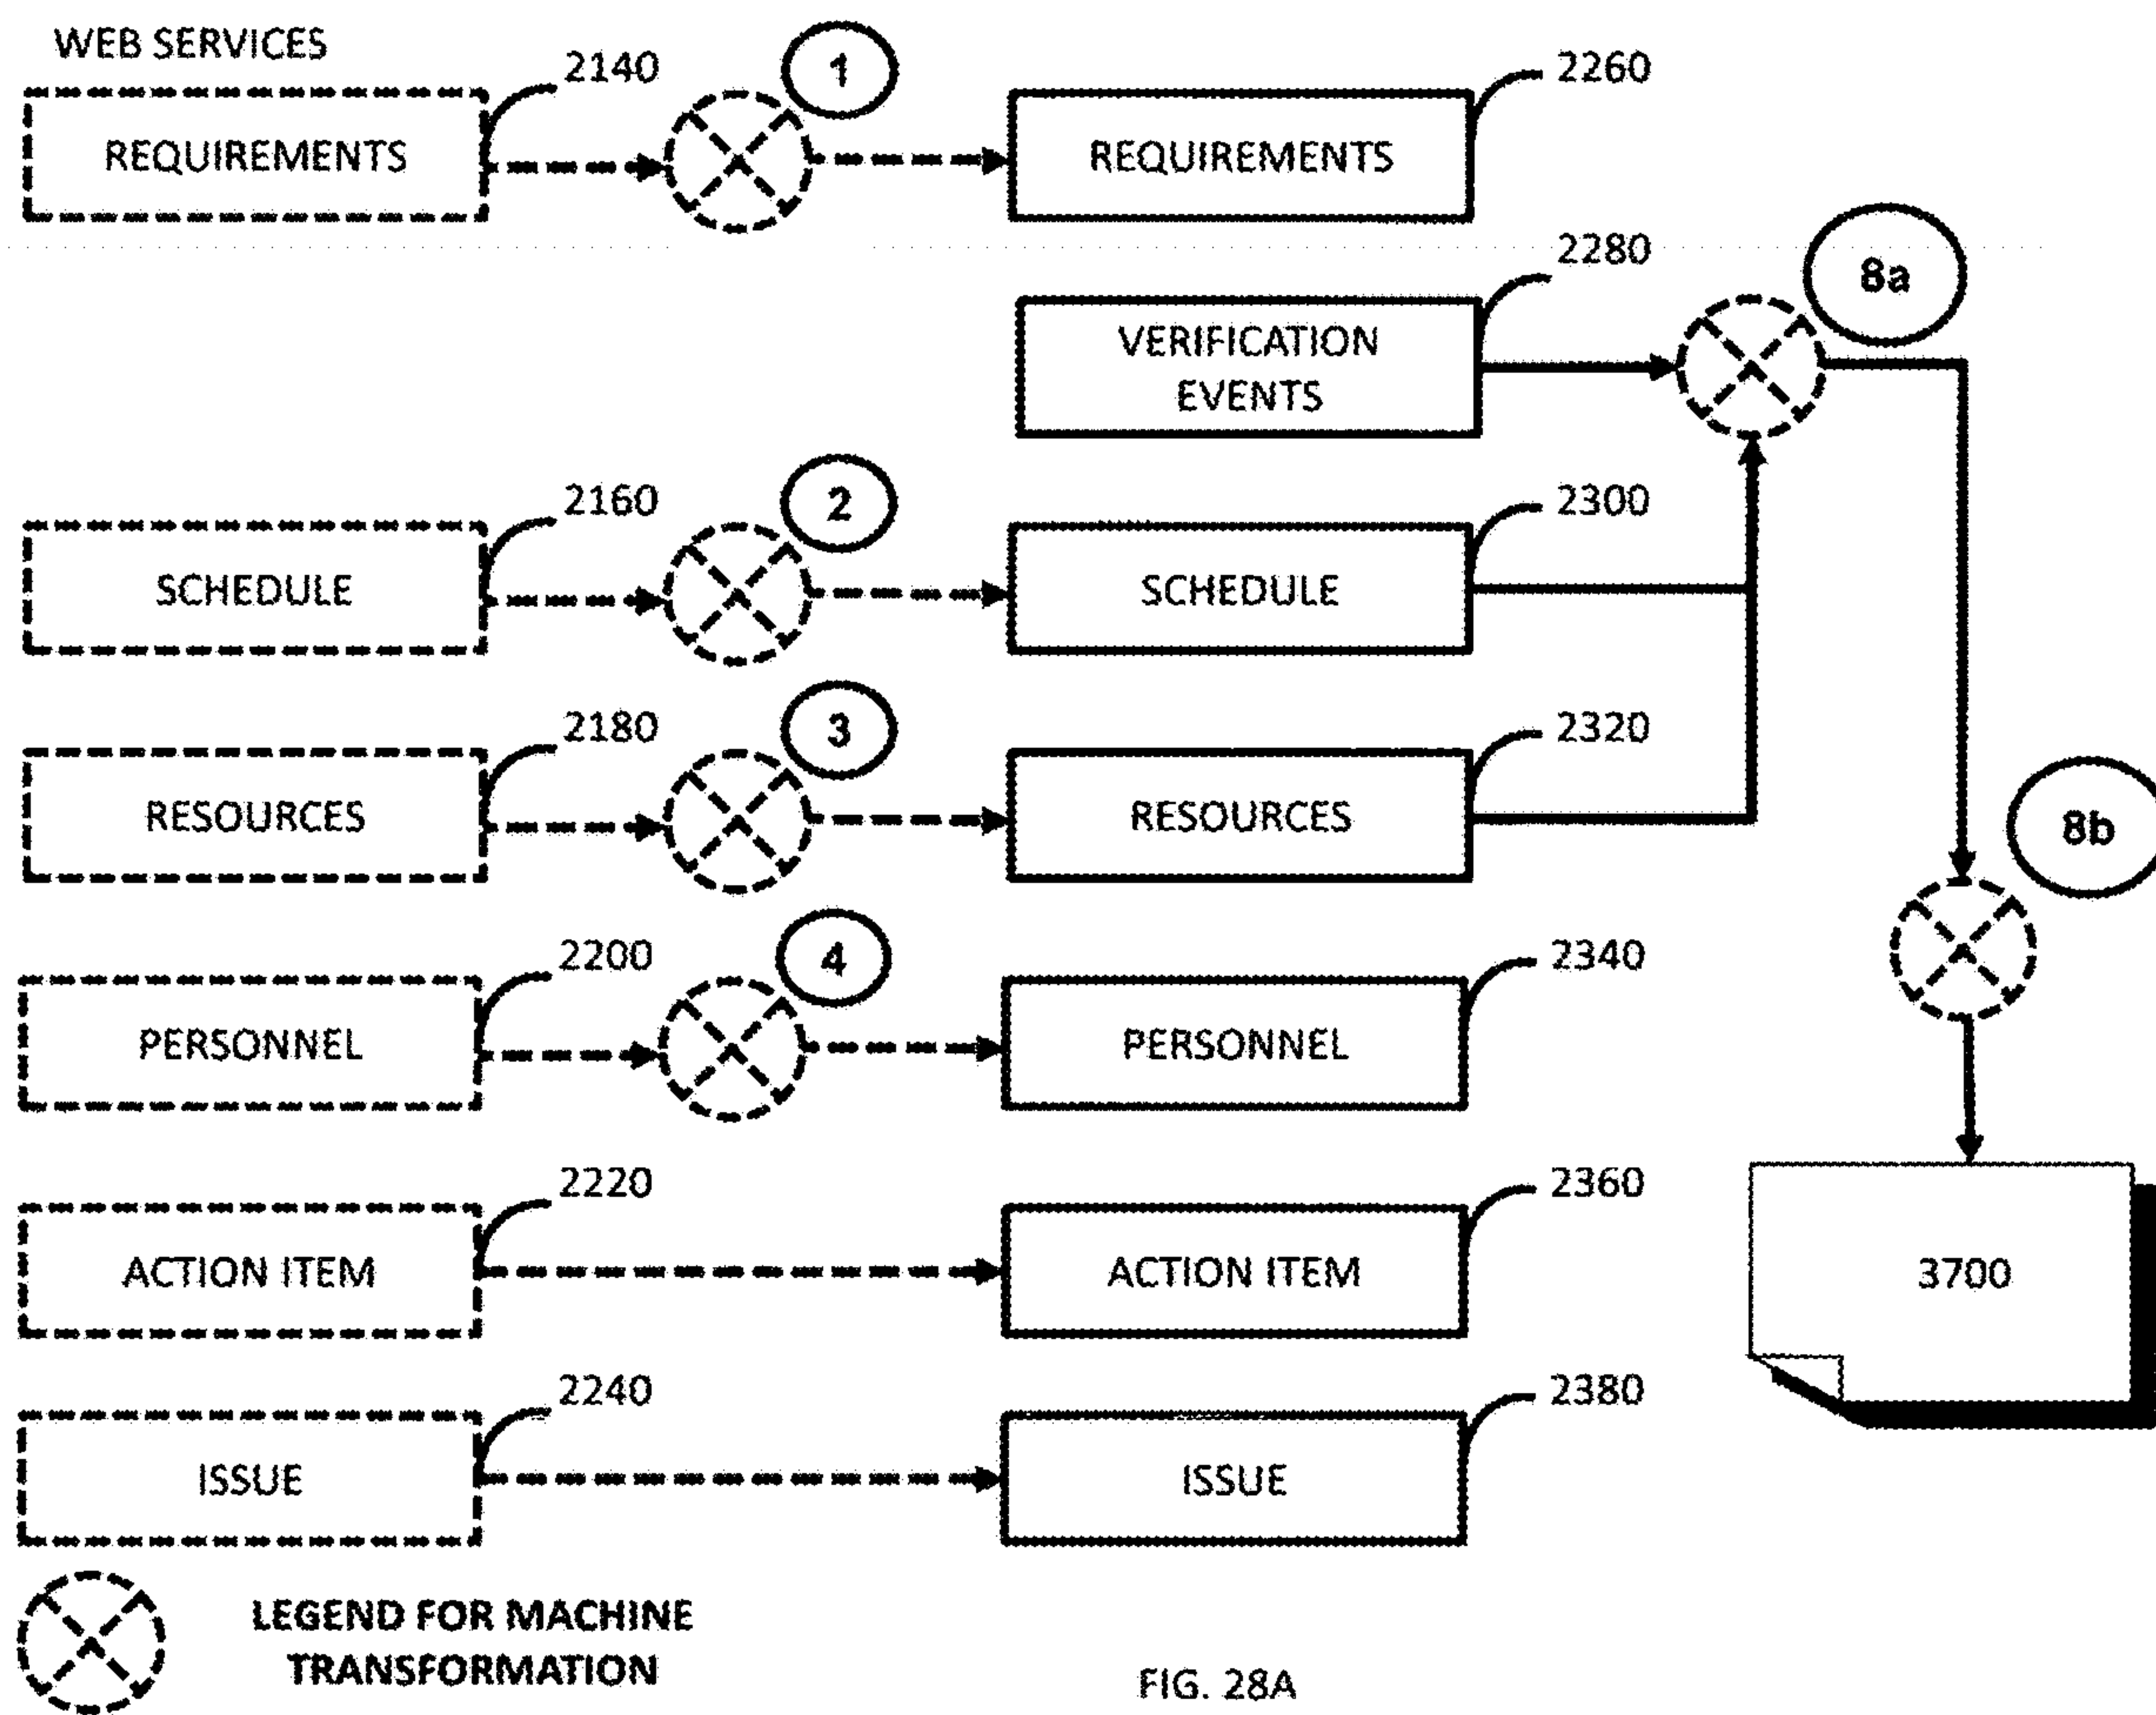 WEB SERVICES
2140
1
2260
REQUIREMENTS
REQUIREMENTS
2280
8a
VERIFICATION
EVENTS
2160
2
2300
SCHEDULE
SCHEDULE
2180
3
2320
RESOURCES
RESOURCES
8b
2200
4
2340
PERSONNEL
PERSONNEL
2220
2360
ACTION ITEM
ACTION ITEM
3700
2240
2380
ISSUE
ISSUE
LEGEND FOR MACHINE
TRANSFORMATION
FIG. 28A